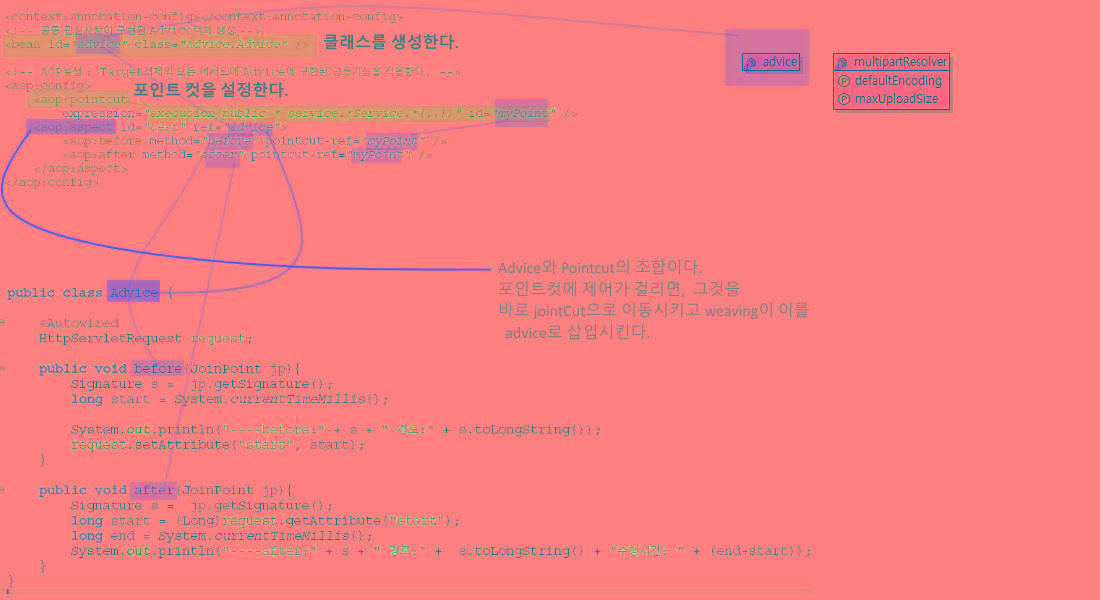 <context:annotation-config></context:annotation-config>
<!-- 공통 관심사항이 구현된 Advice객체 생성 -->
<bean id="advice" class="advice.Advice" />
클래스를 생성한다.
<!-- AOP설정 : Target객체의 모든 메서드에 Advice에 구현된 공통기능을 적용한다. -->
<aop:config>
<aop:pointcut
포인트 컷을 설정한다.
expression="execution(public * service.*Service.*(..))" id="myPoint" />
<aop:aspect id="test" ref="advice">
<aop:before method="before" pointcut-ref="myPoint" />
<aop:after method="after" pointcut-ref="myPoint" />
</aop:aspect>
</aop:config>
advice
multipartResolver
defaultEncoding
maxUploadSize
Advice와 Pointcut의 조합이다.
포인트컷에 제어가 걸리면, 그것을
바로 jointCut으로 이동시키고 weaving이 이를
advice로 삽입시킨다.
public class Advice {
@Autowired
HttpServletRequest request;
public void before(JoinPoint jp){
Signature s = jp.getSignature();
long start = System.currentTimeMillis();
System.out.println("----before:" + s + " 경로:" + s.toLongString());
request.setAttribute("start", start);
}
public void after(JoinPoint jp){
Signature s = jp.getSignature();
long start = (Long)request.getAttribute("start");
long end = System.currentTimeMillis();
System.out.println("----after:" + s + " 경로:" + s.toLongString() + "수행시간: " + (end-start));
}
}